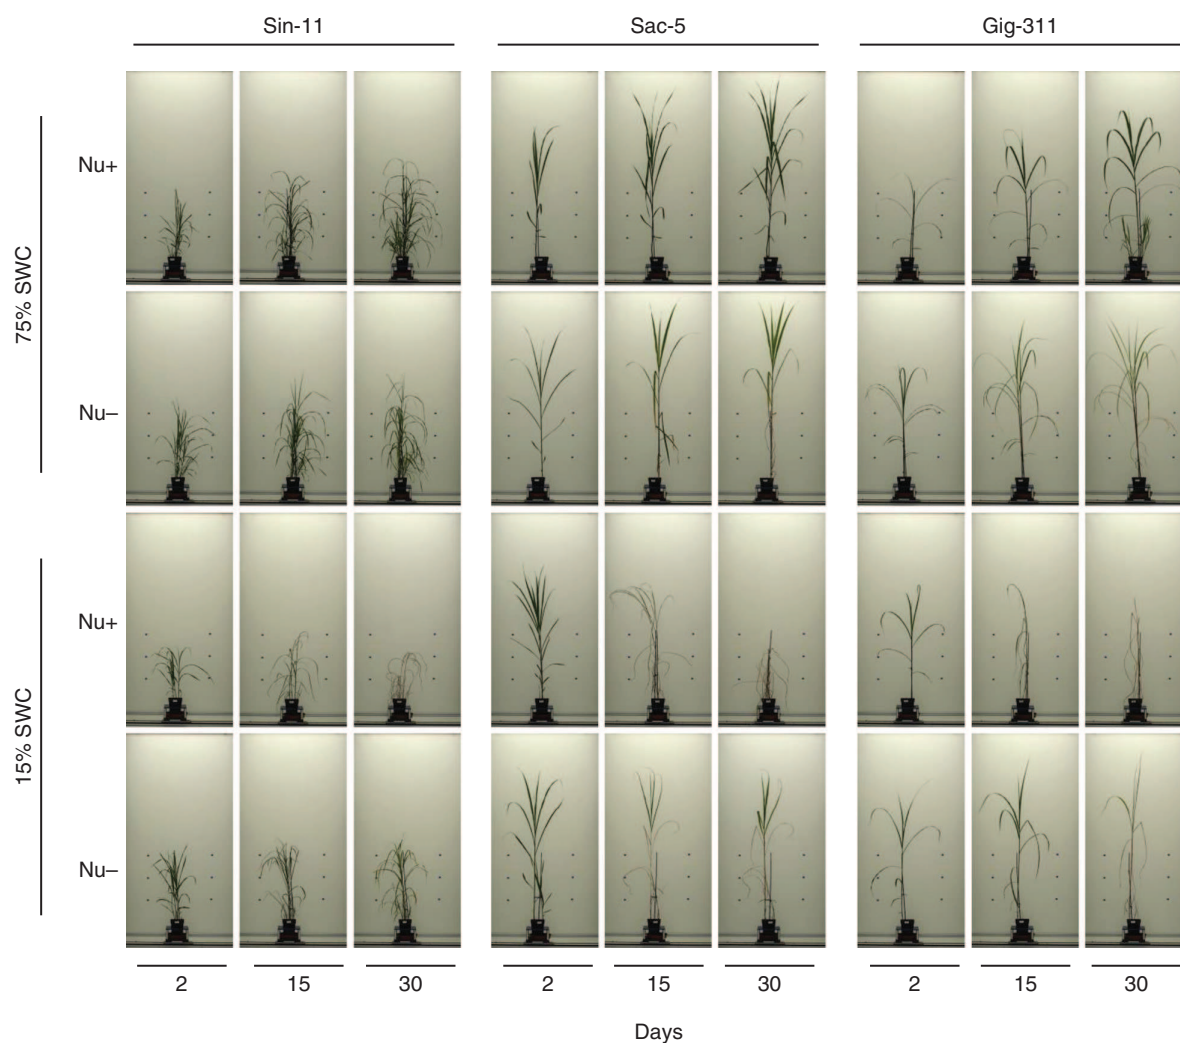 Sin-11 Sac-5 Gig-311
75% SWC
Nu+
Nu–
15% SWC
Nu+
Nu–
2 15 30 2 15 30 2 15 30
Days